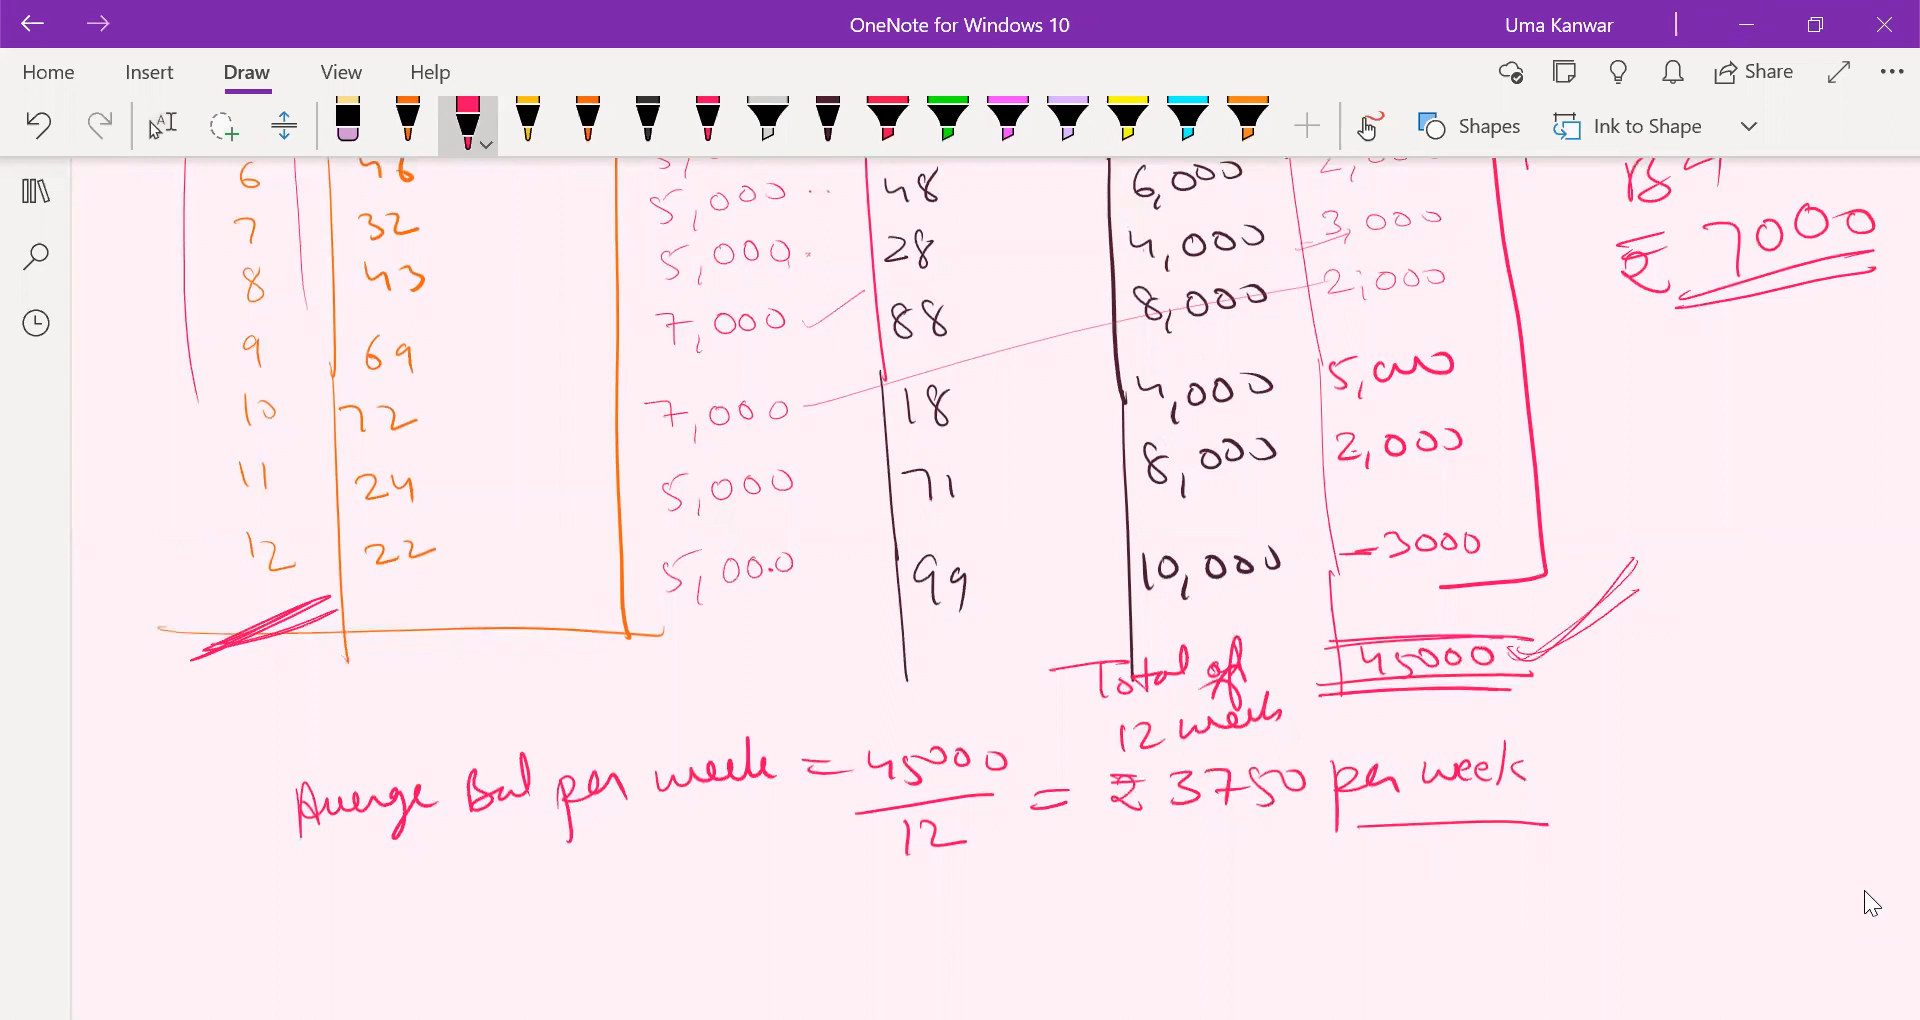 OneNote for Windows 10 Uma Kanwar
Home Insert Draw View Help Share
Shapes Ink to Shape
6 46 5,000 48 6,000
7 32 5,000 28 4,000 3,000
8 43 7,000 88 8,000 2,000
9 69 7,000 18 4,000 5,000
10 72 5,000 71 8,000 2,000
11 24 5,000 99 10,000 -3000
12 22
₹ 7000
Total of 45000
12 week
Average Bal per week = 45000 / 12 = ₹ 3750 per week